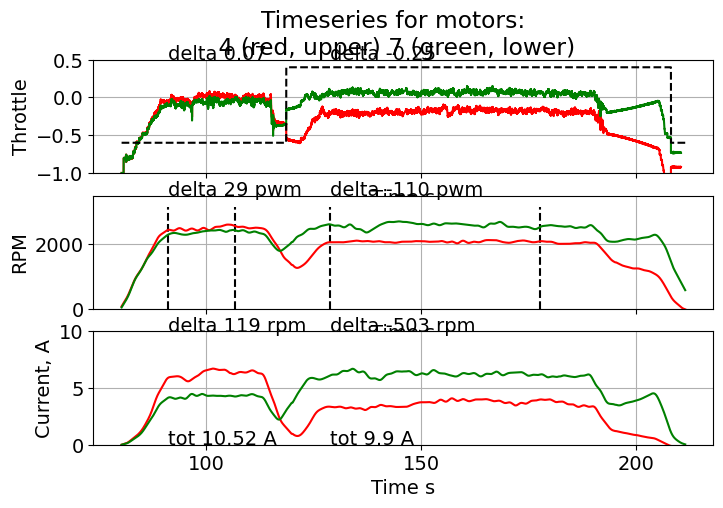 Timeseries for motors:
4 (red, upper) 7 (green, lower)
delta 0.07 delta -0.25
0.5
0.0
−0.5
−1.0
Throttle
delta 29 pwm delta -110 pwm
2000
0
RPM
delta 119 rpm delta -503 rpm
10
5
0
Current, A
tot 10.52 A tot 9.9 A
100 150 200
Time s